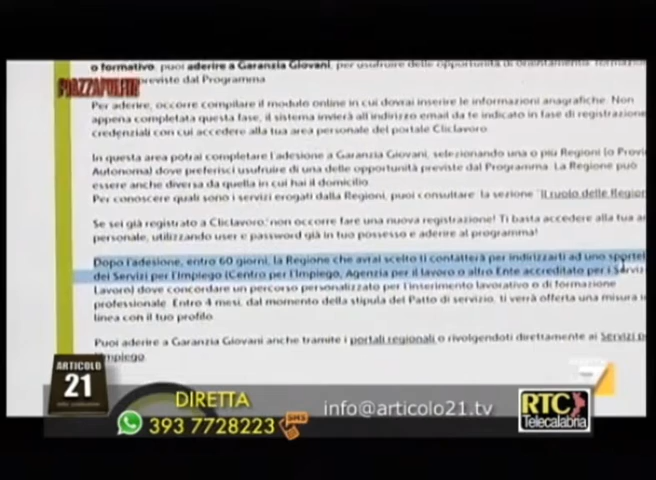 o formativo, puoi aderire a Garanzia Giovani, per usufruire delle opportunità di orientamento, formazio
PIAZZAPULITA
previste dal Programma
Per aderire, occorre compilare il modulo online in cui dovrai inserire le informazioni anagrafiche. Non
appena completata questa fase, il sistema invierà all'indirizzo email da te indicato in fase di registrazione
credenziali con cui accedere alla tua area personale del portale Cliclavoro.
In questa area potrai completare l'adesione a Garanzia Giovani, selezionando una o più Regioni (o Provi
Autonoma) dove preferisci usufruire di una delle opportunità previste dal Programma. La Regione può
essere anche diversa da quella in cui hai il domicilio.
Per conoscere quali sono i servizi erogati dalla Regioni, puoi consultare la sezione "Il ruolo delle Region
Se sei già registrato a Cliclavoro, non occorre fare una nuova registrazione! Ti basta accedere alla tua a
personale, utilizzando user e password già in tuo possesso e aderire al programma!
Dopo l'adesione, entro 60 giorni, la Regione che avrai scelto ti contatterà per indirizzarti ad uno sportel
dei Servizi per l'Impiego (Centro per l'Impiego, Agenzia per il lavoro o altro Ente accreditato per i Serviz
Lavoro) dove concordare un percorso personalizzato per l'inserimento lavorativo o di formazione
professionale. Entro 4 mesi, dal momento della stipula del Patto di servizio, ti verrà offerta una misura i
linea con il tuo profilo.
Puoi aderire a Garanzia Giovani anche tramite i portali regionali o rivolgendoti direttamente ai Servizi p
l'Impiego.
ARTICOLO
21
DIRETTA
393 7728223
SMS
info@articolo21.tv
RTC
Telecalabria
7